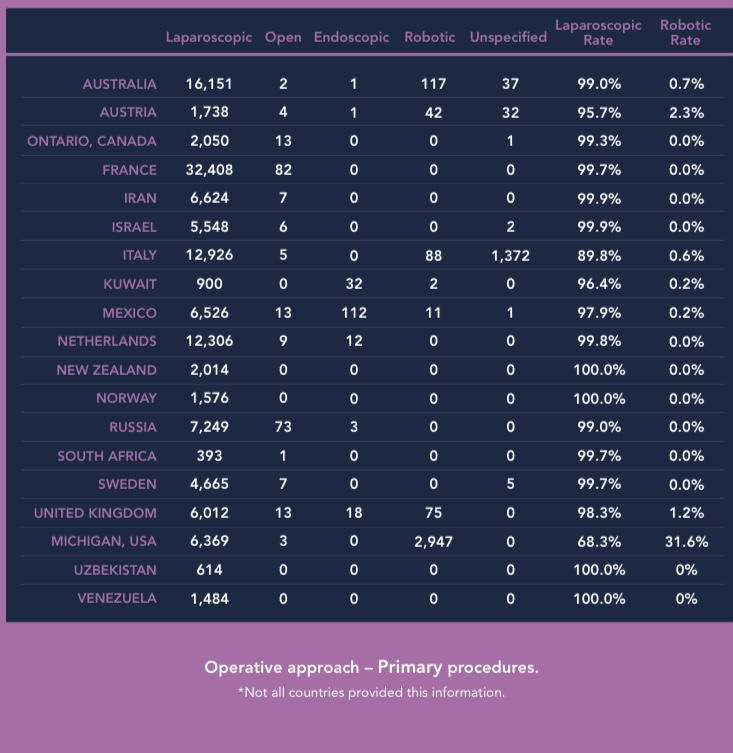 Laparoscopic Open Endoscopic Robotic Unspecified Laparoscopic Rate Robotic Rate
AUSTRALIA 16,151 2 1 117 37 99.0% 0.7%
AUSTRIA 1,738 4 1 42 32 95.7% 2.3%
ONTARIO, CANADA 2,050 13 0 0 1 99.3% 0.0%
FRANCE 32,408 82 0 0 0 99.7% 0.0%
IRAN 6,624 7 0 0 0 99.9% 0.0%
ISRAEL 5,548 6 0 0 2 99.9% 0.0%
ITALY 12,926 5 0 88 1,372 89.8% 0.6%
KUWAIT 900 0 32 2 0 96.4% 0.2%
MEXICO 6,526 13 112 11 1 97.9% 0.2%
NETHERLANDS 12,306 9 12 0 0 99.8% 0.0%
NEW ZEALAND 2,014 0 0 0 0 100.0% 0.0%
NORWAY 1,576 0 0 0 0 100.0% 0.0%
RUSSIA 7,249 73 3 0 0 99.0% 0.0%
SOUTH AFRICA 393 1 0 0 0 99.7% 0.0%
SWEDEN 4,665 7 0 0 5 99.7% 0.0%
UNITED KINGDOM 6,012 13 18 75 0 98.3% 1.2%
MICHIGAN, USA 6,369 3 0 2,947 0 68.3% 31.6%
UZBEKISTAN 614 0 0 0 0 100.0% 0%
VENEZUELA 1,484 0 0 0 0 100.0% 0%
Operative approach – Primary procedures.
*Not all countries provided this information.